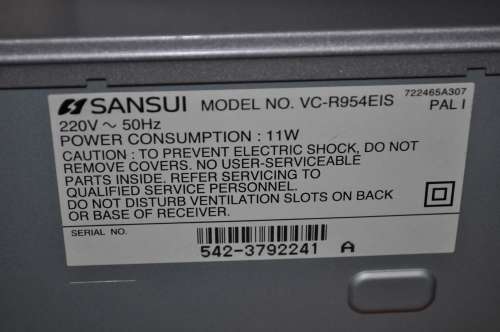 SANSUI MODEL NO. VC-R954EIS
722465A307
PAL I
220V ~ 50Hz
POWER CONSUMPTION : 11W
CAUTION : TO PREVENT ELECTRIC SHOCK, DO NOT
REMOVE COVERS. NO USER-SERVICEABLE
PARTS INSIDE. REFER SERVICING TO
QUALIFIED SERVICE PERSONNEL.
DO NOT DISTURB VENTILATION SLOTS ON BACK
OR BASE OF RECEIVER.
SERIAL NO.
542-3792241 A